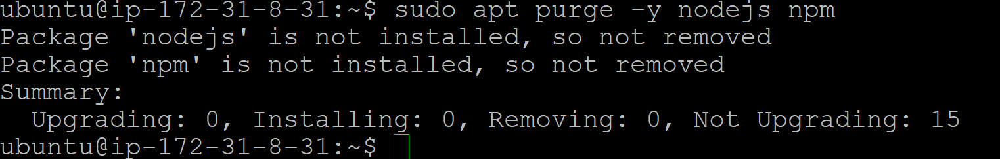 ubuntu@ip-172-31-8-31:~$ sudo apt purge -y nodejs npm
Package 'nodejs' is not installed, so not removed
Package 'npm' is not installed, so not removed
Summary:
  Upgrading: 0, Installing: 0, Removing: 0, Not Upgrading: 15
ubuntu@ip-172-31-8-31:~$